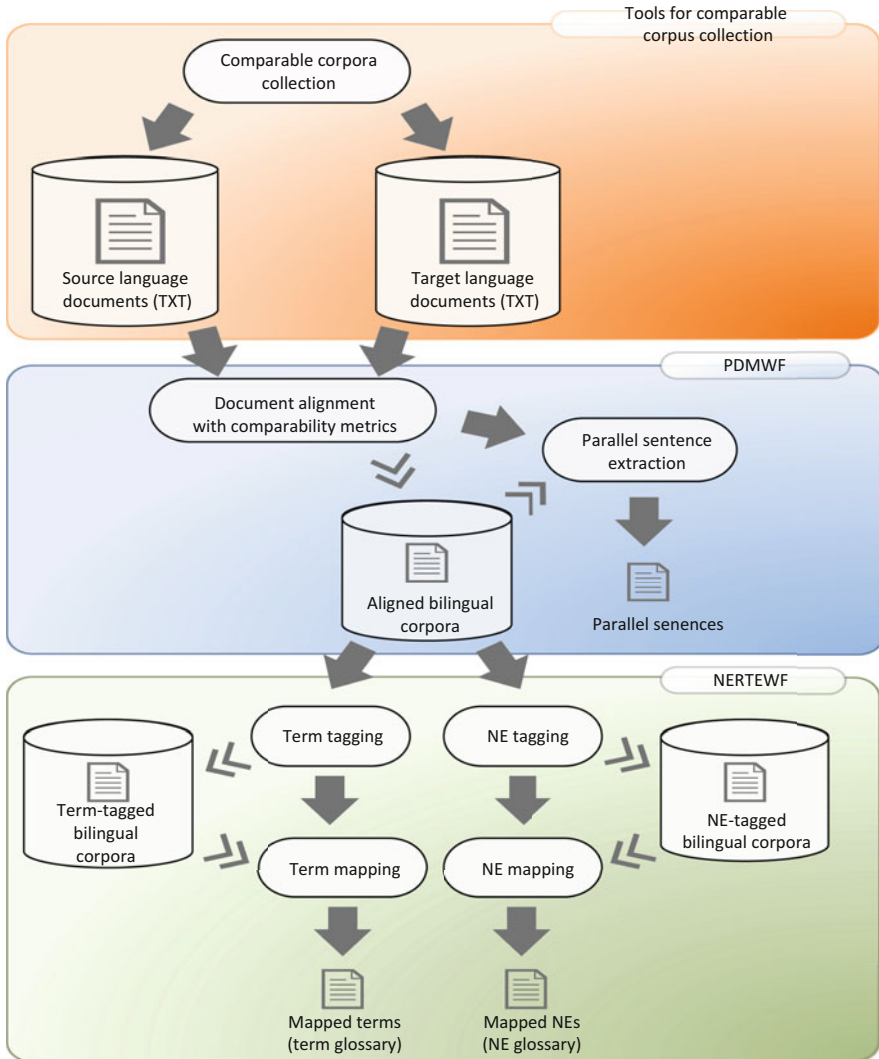 Tools for comparable
corpus collection
Comparable corpora
collection
Source language
documents (TXT)
Target language
documents (TXT)
PDMWF
Document alignment
with comparability metrics
Parallel sentence
extraction
Aligned bilingual
corpora
Parallel senences
NERTEWF
Term tagging
NE tagging
Term-tagged
bilingual
corpora
NE-tagged
bilingual corpora
Term mapping
NE mapping
Mapped terms
(term glossary)
Mapped NEs
(NE glossary)